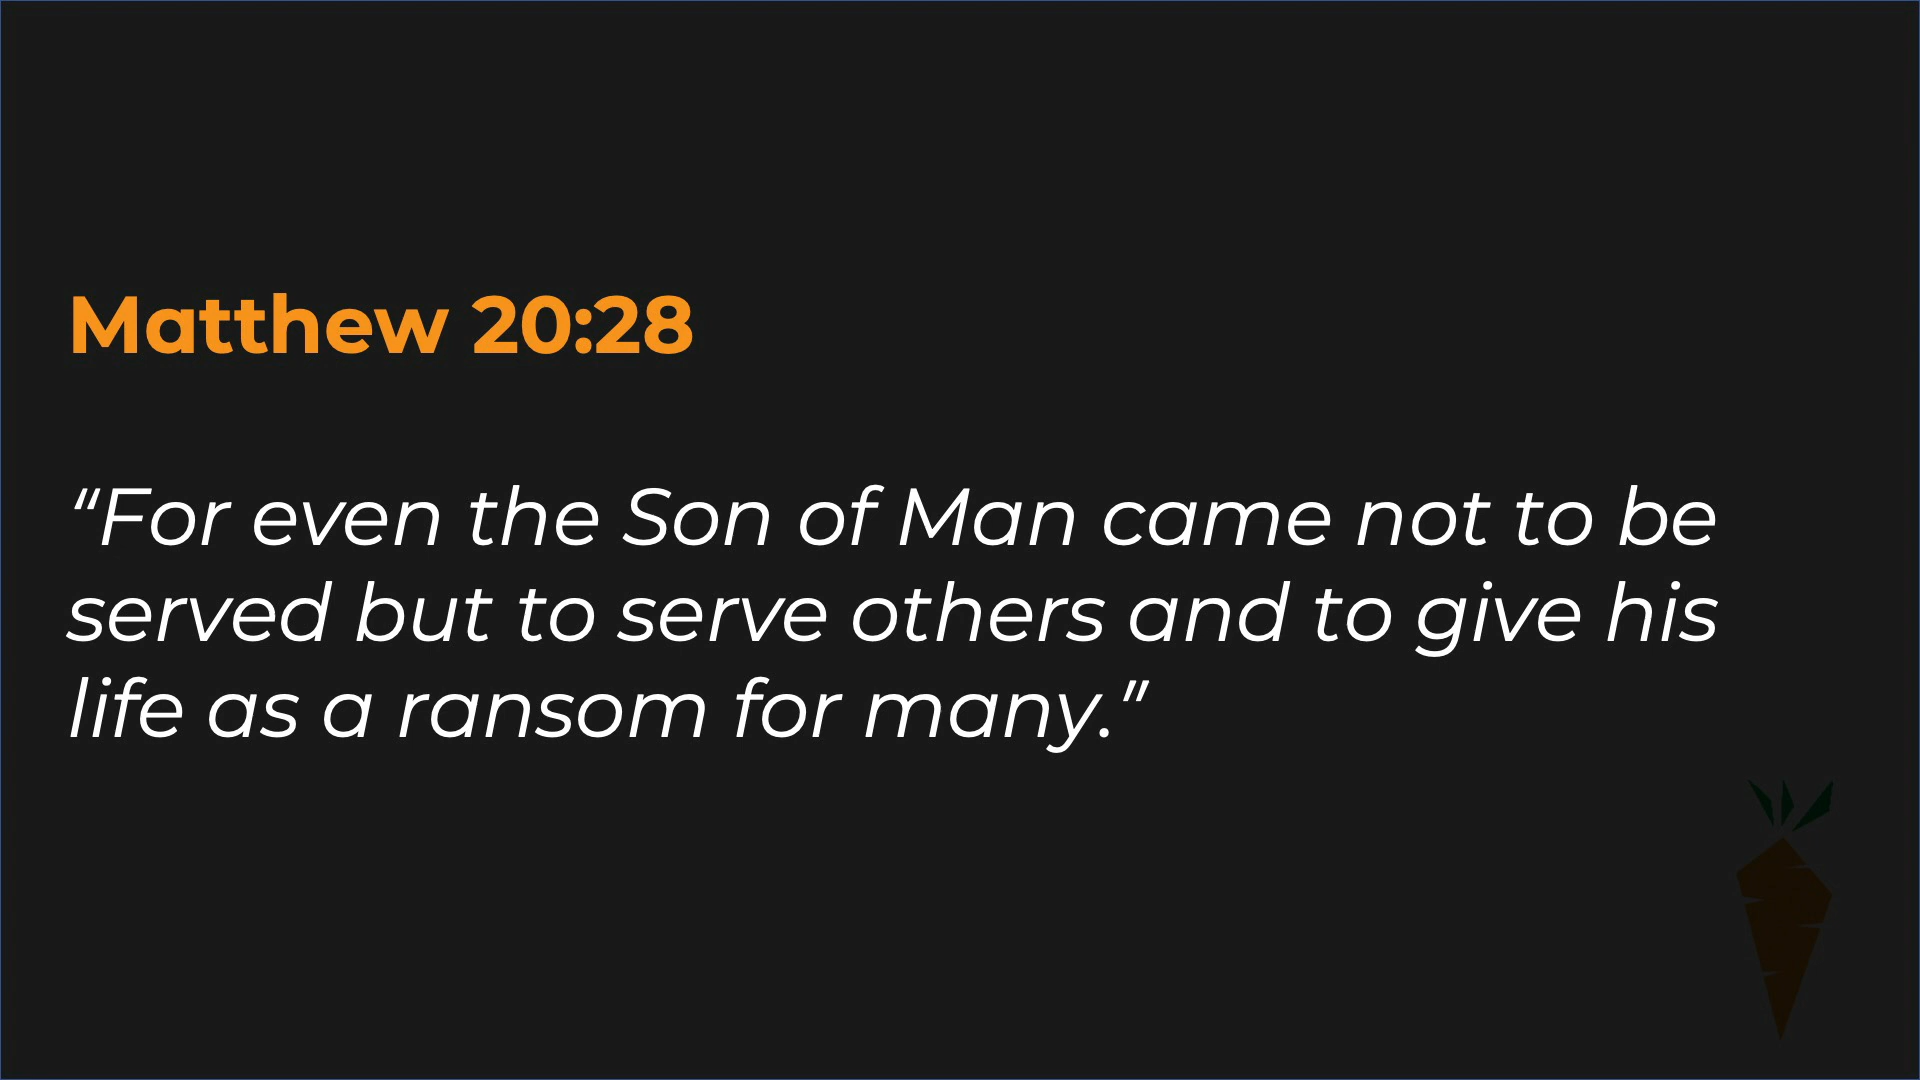 Matthew 20:28
“For even the Son of Man came not to be
served but to serve others and to give his
life as a ransom for many.”